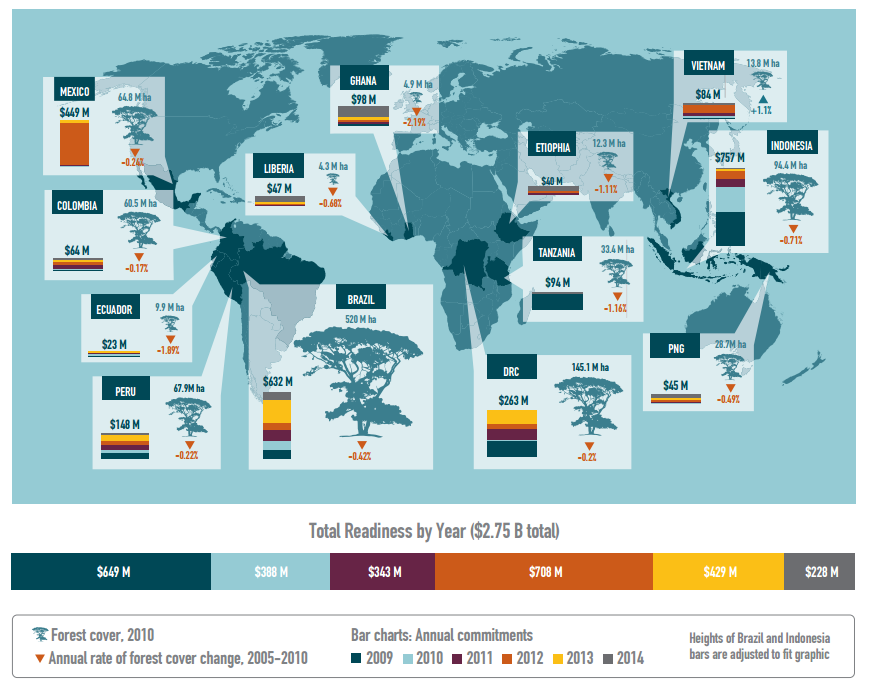 MEXICO
$449 M
64.8 M ha
-0.24%
GHANA
$98 M
4.9 M ha
-2.19%
VIETNAM
$84 M
13.8 M ha
+1.1%
LIBERIA
$47 M
4.3 M ha
-0.68%
ETIOPHIA
$40 M
12.3 M ha
-1.11%
INDONESIA
$757 M
94.4 M ha
-0.71%
COLOMBIA
$64 M
60.5 M ha
-0.17%
TANZANIA
$94 M
33.4 M ha
-1.16%
ECUADOR
$23 M
9.9 M ha
-1.89%
BRAZIL
520 M ha
$632 M
-0.42%
PERU
$148 M
67.9M ha
-0.22%
DRC
$263 M
145.1 M ha
-0.2%
PNG
$45 M
28.7M ha
-0.49%
Total Readiness by Year ($2.75 B total)
$649 M $388 M $343 M $708 M $429 M $228 M
Forest cover, 2010
Annual rate of forest cover change, 2005-2010
Bar charts: Annual commitments
2009 2010 2011 2012 2013 2014
Heights of Brazil and Indonesia
bars are adjusted to fit graphic